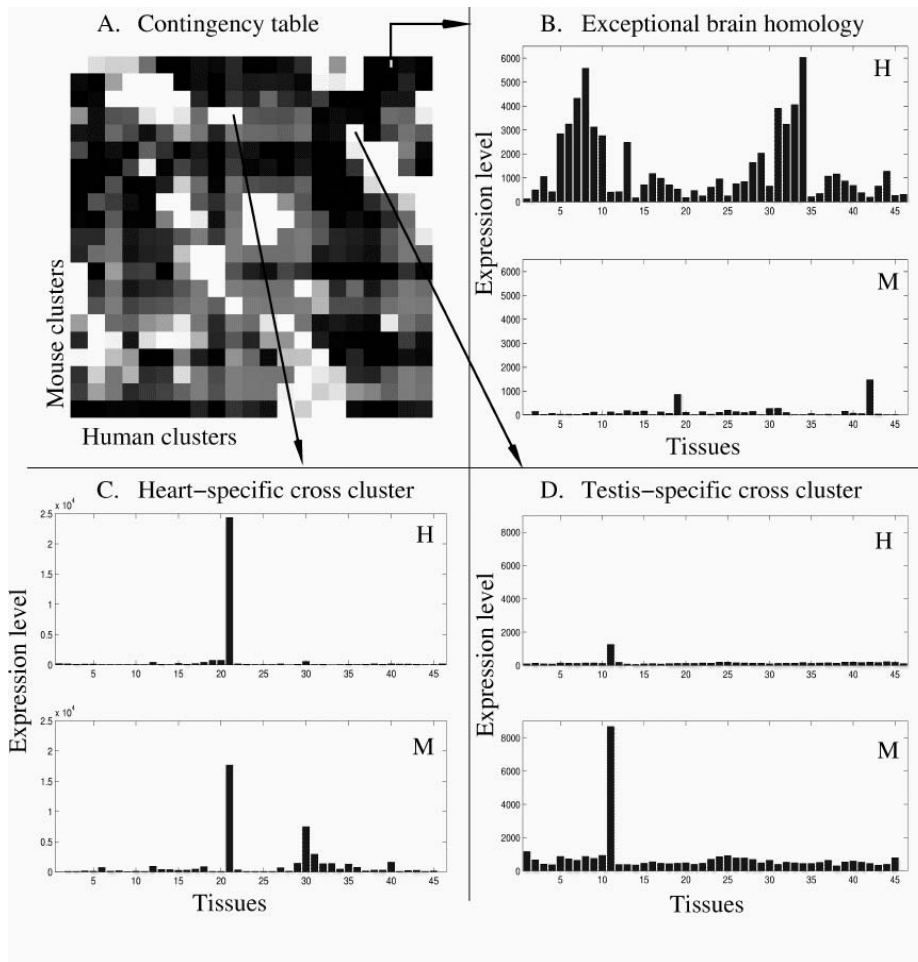 A. Contingency table
Mouse clusters
Human clusters
B. Exceptional brain homology
H
Expression level
6000
5000
4000
3000
2000
1000
0
5 10 15 20 25 30 35 40 45
M
6000
5000
4000
3000
2000
1000
0
5 10 15 20 25 30 35 40 45
Tissues
C. Heart-specific cross cluster
x 10^4
H
Expression level
2.5
2
1.5
1
0.5
0
5 10 15 20 25 30 35 40 45
x 10^4
M
2.5
2
1.5
1
0.5
0
5 10 15 20 25 30 35 40 45
Tissues
D. Testis-specific cross cluster
H
Expression level
8000
6000
4000
2000
0
5 10 15 20 25 30 35 40 45
M
8000
6000
4000
2000
0
5 10 15 20 25 30 35 40 45
Tissues